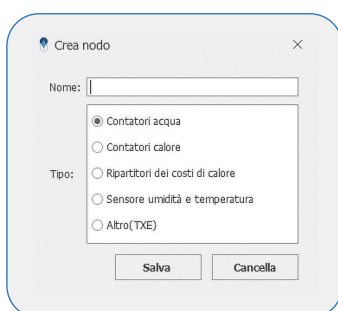 Crea nodo
Nome:
Contatori acqua
Contatori calore
Tipo:
Ripartitori dei costi di calore
Sensore umidità e temperatura
Altro(TXE)
Salva Cancella